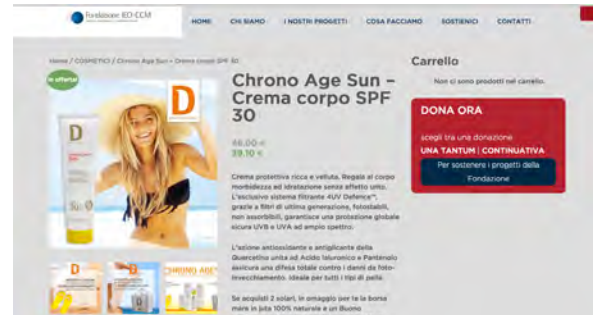 Fondazione IEO-CCM
HOME CHI SIAMO I NOSTRI PROGETTI COSA FACCIAMO SOSTIENICI CONTATTI
Home / COSMETICI / Chrono Age Sun – Crema corpo SPF 30
In offerta!
Chrono Age Sun –
Crema corpo SPF
30
46,00 €
39,10 €
Crema protettiva ricca e velluta. Regala al corpo
morbidezza ed idratazione senza effetto unto.
L'esclusivo sistema filtrante 4UV Defence™,
grazie a filtri di ultima generazione, fotostabili,
non assorbibili, garantisce una protezione globale
sicura UVB e UVA ad ampio spettro.
L'azione antiossidante e antiglicante della
Quercetina unita ad Acido Ialuronico e Pantenolo
assicura una difesa totale contro i danni da foto-
invecchiamento. Ideale per tutti i tipi di pelle.
Se acquisti 2 solari, in omaggio per te la borsa
mare in juta 100% naturale e un Buono
D
D
D
D
CHRONO AGE
Carrello
Non ci sono prodotti nel carrello.
DONA ORA
scegli tra una donazione
UNA TANTUM | CONTINUATIVA
Per sostenere i progetti della
Fondazione